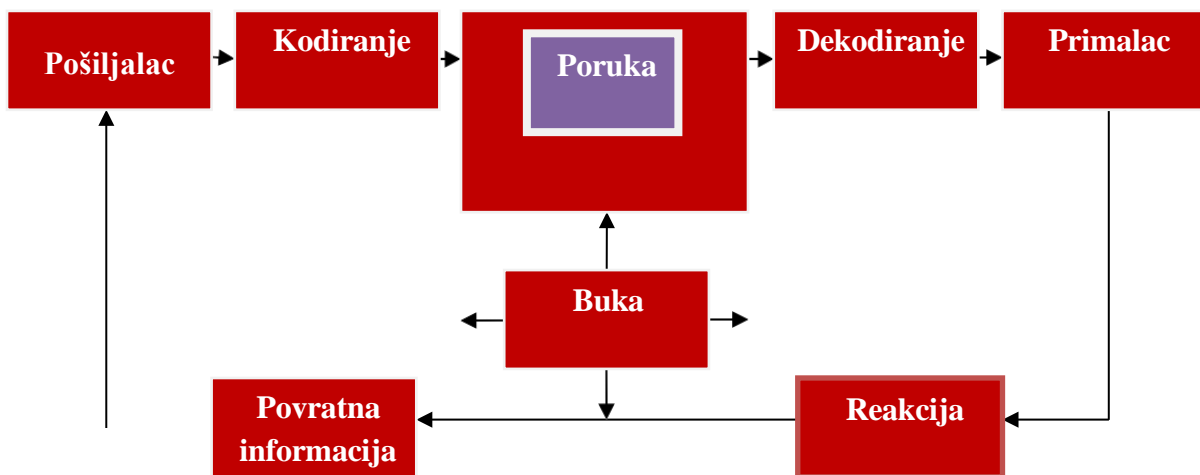 Pošiljalac
Kodiranje
Poruka
Dekodiranje
Primalac
Buka
Povratna
informacija
Reakcija